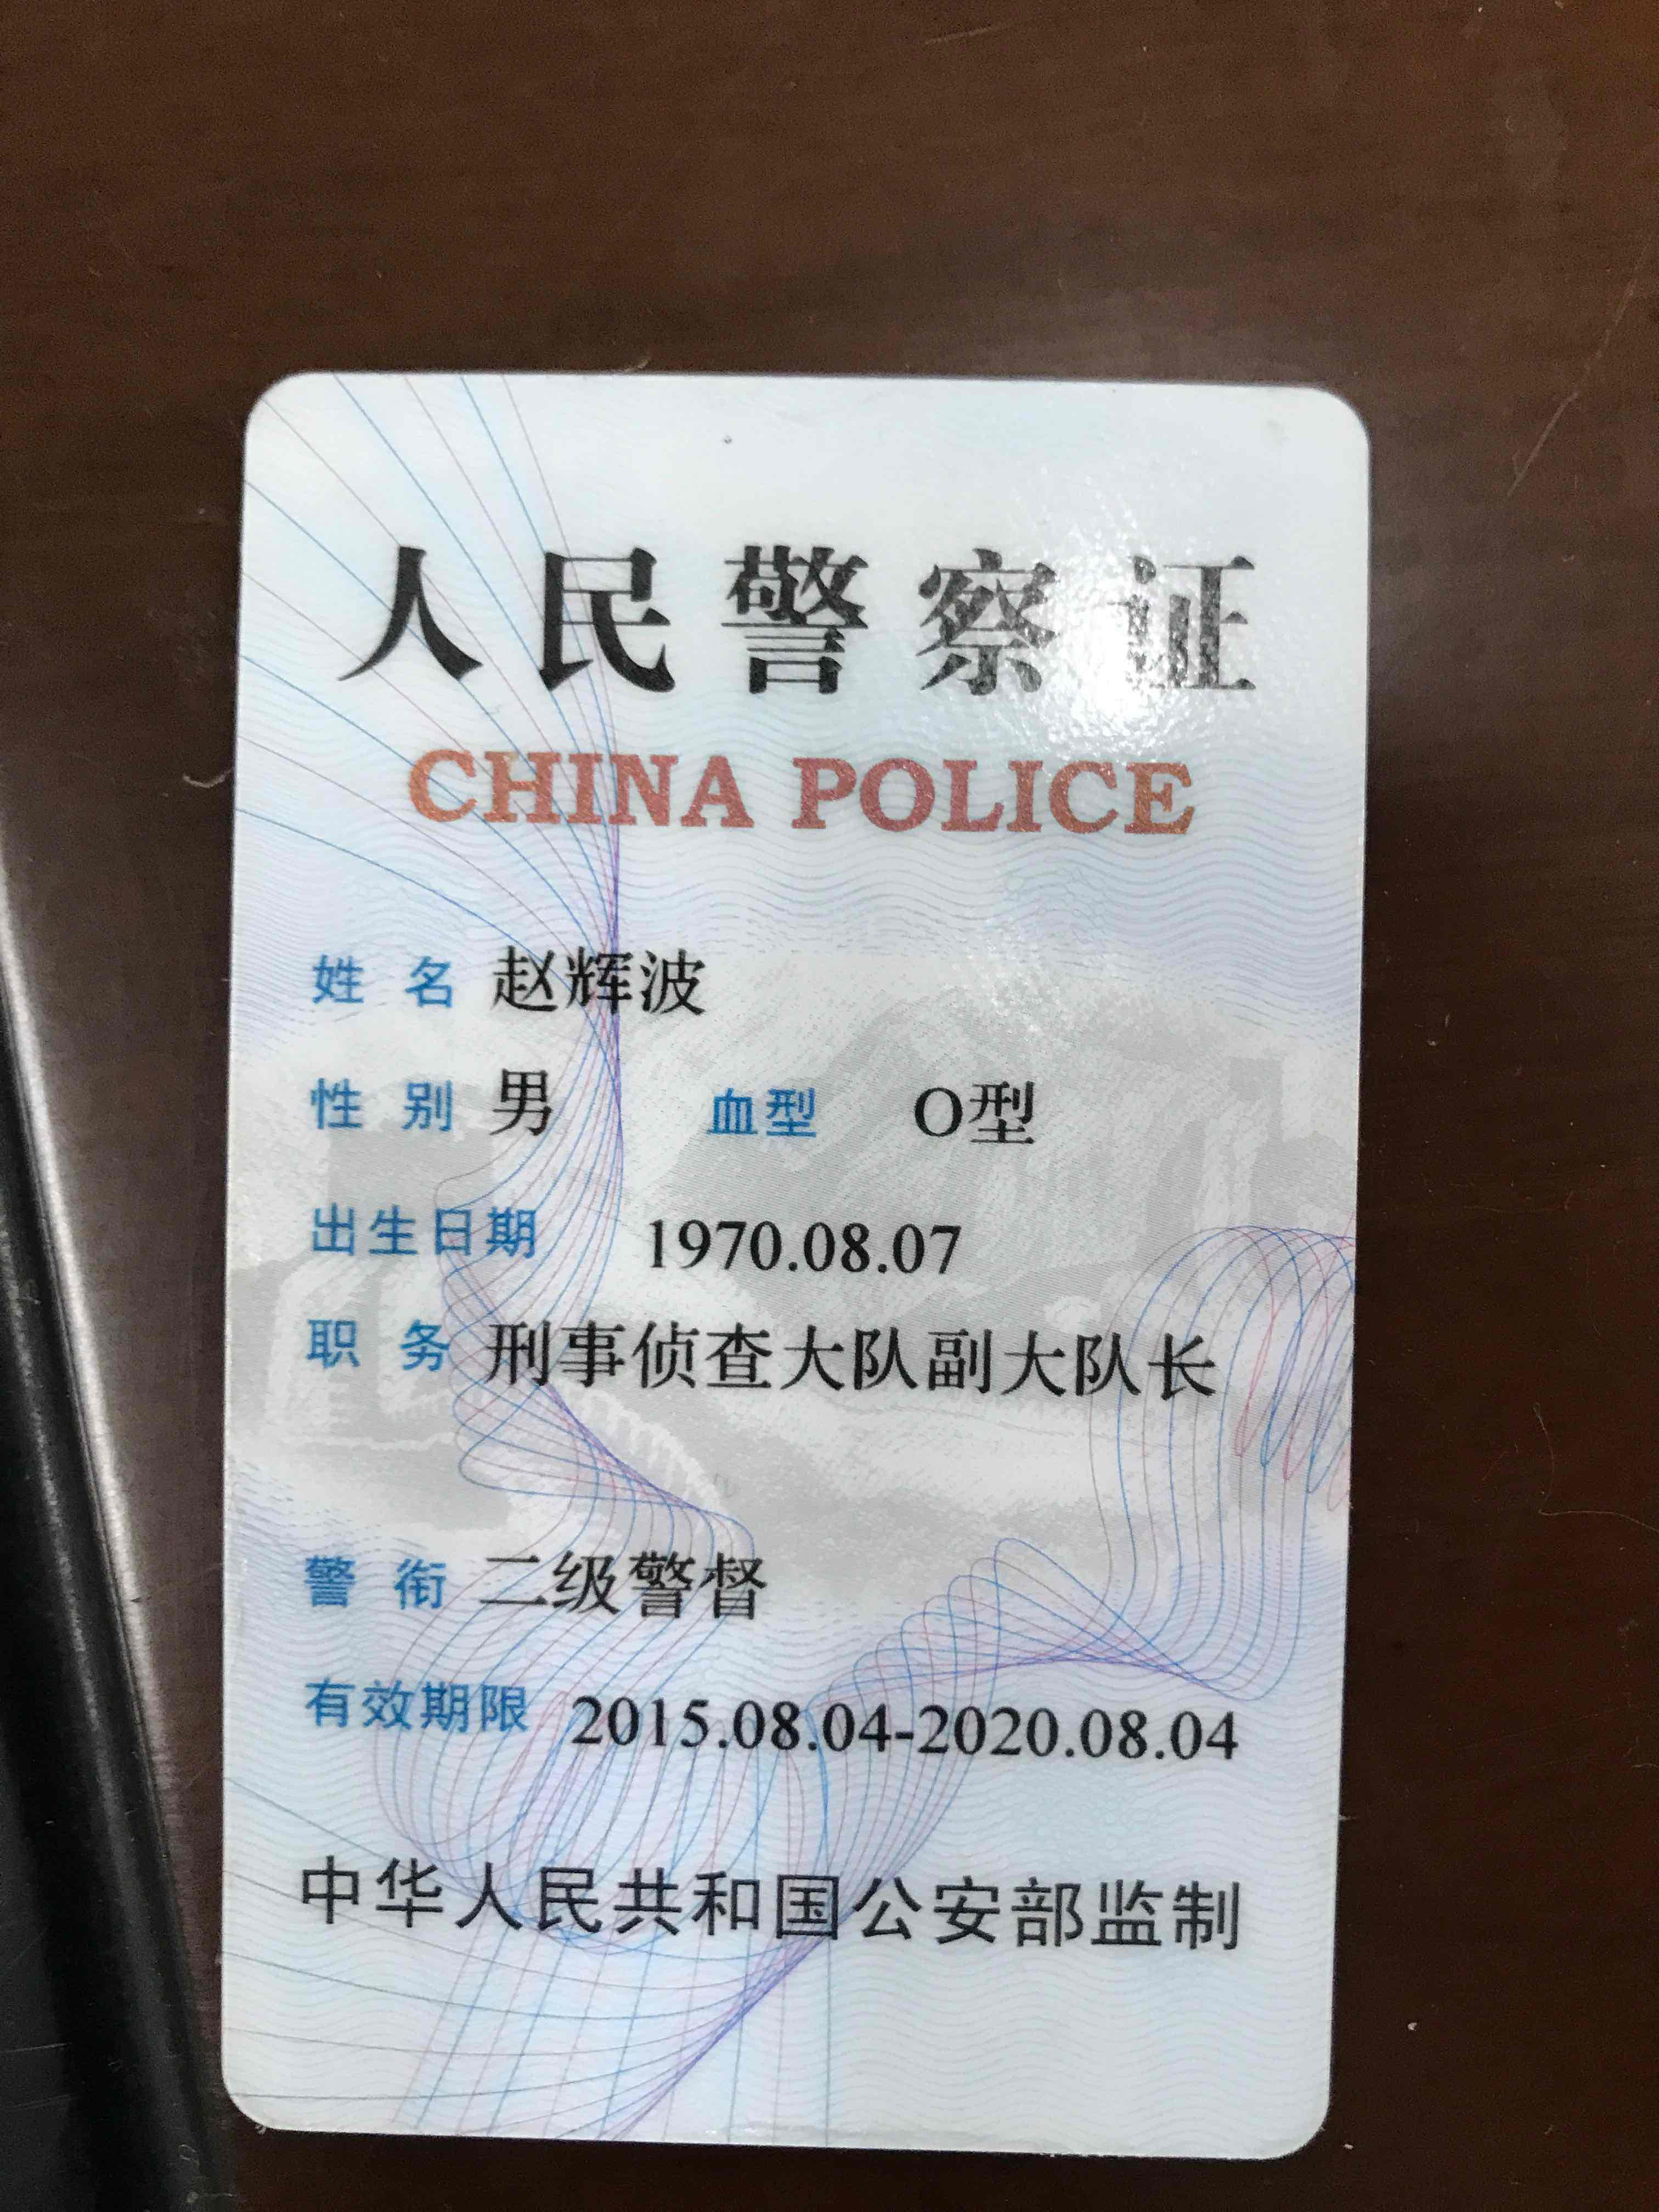 人民警察证
CHINA POLICE
姓名 赵辉波
性别 男 血型 O型
出生日期 1970.08.07
职务 刑事侦查大队副大队长
警衔 二级警督
有效期限 2015.08.04-2020.08.04
中华人民共和国公安部监制